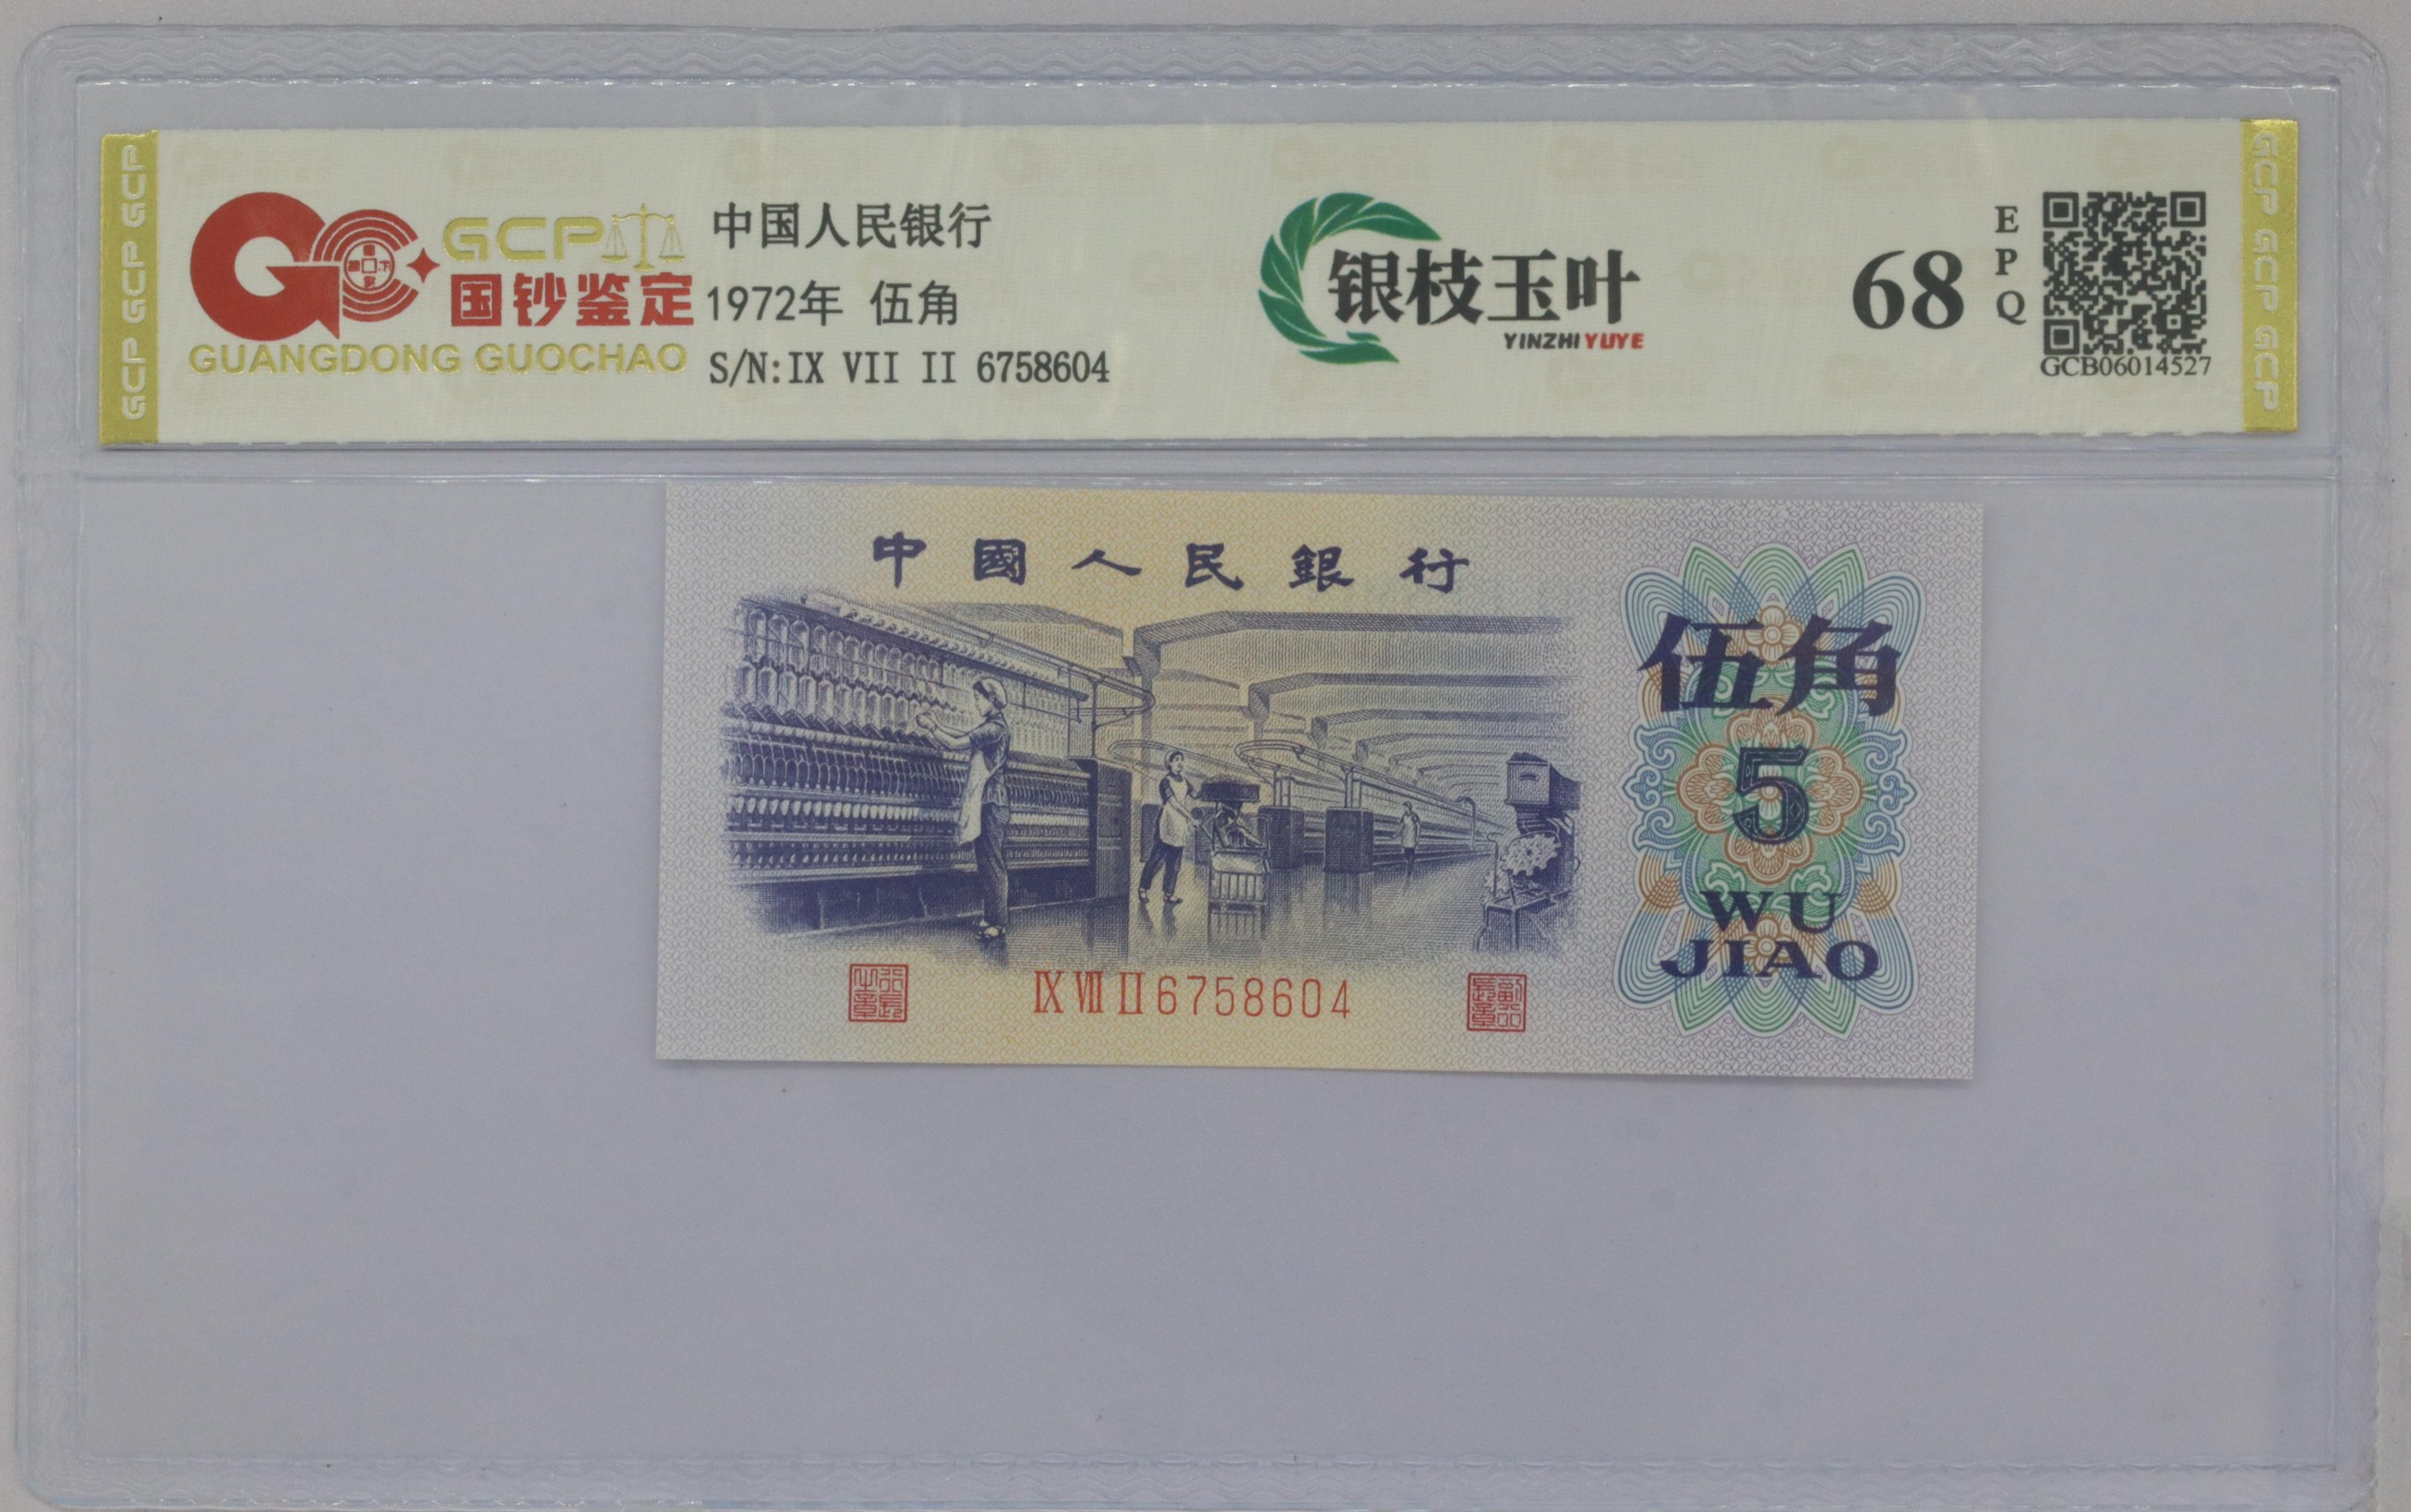 GCP GCP GCP
GCP
国钞鉴定
GUANGDONG GUOCHAO
中国人民银行
1972年 伍角
S/N:IX VII II 6758604
银枝玉叶
YINZHIYUYE
68
EPQ
GCB06014527
GCP GCP GCP
中國人民銀行
伍角
5
WU
JIAO
IX VII II 6758604